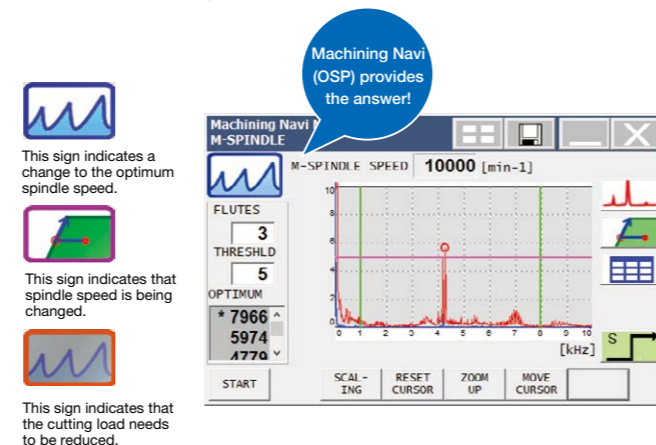 Machining Navi
(OSP) provides
the answer!
This sign indicates a
change to the optimum
spindle speed.
This sign indicates that
spindle speed is being
changed.
This sign indicates that
the cutting load needs
to be reduced.
Machining Navi
M-SPINDLE
M-SPINDLE SPEED 10000 [min-1]
FLUTES
3
THRESHLD
5
OPTIMUM
* 7966
5974
4779
10
8
6
4
2
0
0 1 2 3 4 5 6 7 8 9 10
[kHz]
S
START
SCAL-
ING
RESET
CURSOR
ZOOM
UP
MOVE
CURSOR